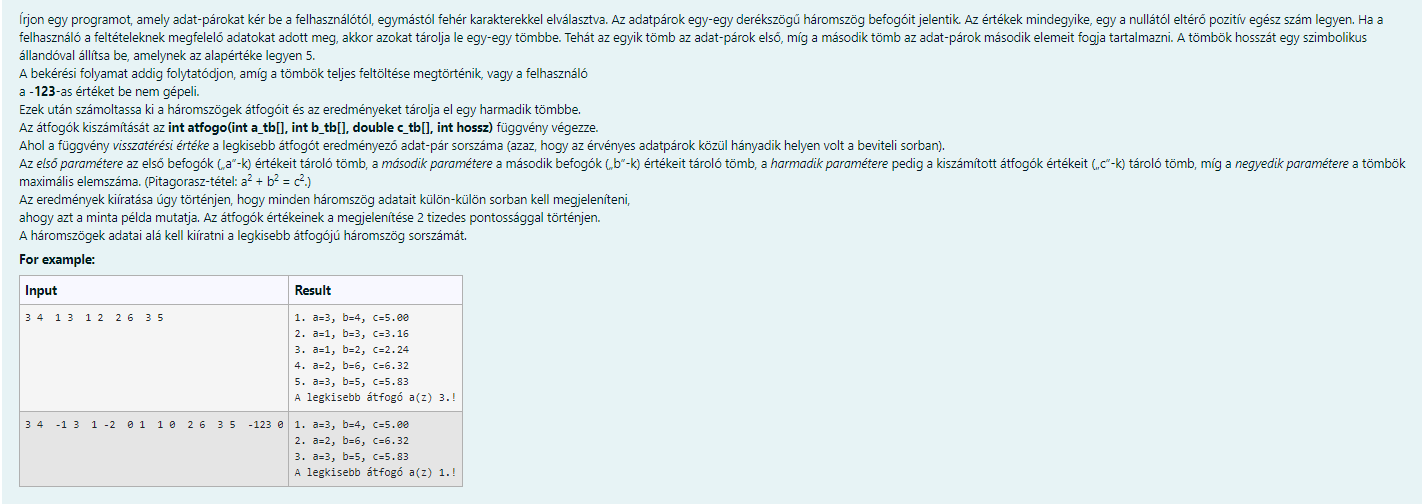 Írjon egy programot, amely adat-párokat kér be a felhasználótól, egymástól fehér karakterekkel elválasztva. Az adatpárok egy-egy derékszögű háromszög befogóit jelentik. Az értékek mindegyike, egy a nullától eltérő pozitív egész szám legyen. Ha a
felhasználó a feltételeknek megfelelő adatokat adott meg, akkor azokat tárolja le egy-egy tömbbe. Tehát az egyik tömb az adat-párok első, míg a második tömb az adat-párok második elemeit fogja tartalmazni. A tömbök hosszát egy szimbolikus
állandóval állítsa be, amelynek az alapértéke legyen 5.
A bekérési folyamat addig folytatódjon, amíg a tömbök teljes feltöltése megtörténik, vagy a felhasználó
a -123-as értéket be nem gépeli.
Ezek után számoltassa ki a háromszögek átfogóit és az eredményeket tárolja el egy harmadik tömbbe.
Az átfogók kiszámítását az int atfogo(int a_tb[], int b_tb[], double c_tb[], int hossz) függvény végezze.
Ahol a függvény visszatérési értéke a legkisebb átfogót eredményező adat-pár sorszáma (azaz, hogy az érvényes adatpárok közül hányadik helyen volt a beviteli sorban).
Az első paramétere az első befogók („a”-k) értékeit tároló tömb, a második paramétere a második befogók („b”-k) értékeit tároló tömb, a harmadik paramétere pedig a kiszámított átfogók értékeit („c”-k) tároló tömb, míg a negyedik paramétere a tömbök
maximális elemszáma. (Pitagorasz-tétel: a² + b² = c².)
Az eredmények kiíratása úgy történjen, hogy minden háromszög adatait külön-külön sorban kell megjeleníteni,
ahogy azt a minta példa mutatja. Az átfogók értékeinek a megjelenítése 2 tizedes pontossággal történjen.
A háromszögek adatai alá kell kiíratni a legkisebb átfogójú háromszög sorszámát.
For example:
Input Result
3 4 1 3 1 2 2 6 3 5
1. a=3, b=4, c=5.00
2. a=1, b=3, c=3.16
3. a=1, b=2, c=2.24
4. a=2, b=6, c=6.32
5. a=3, b=5, c=5.83
A legkisebb átfogó a(z) 3.!
3 4 -1 3 1 -2 0 1 1 0 2 6 3 5 -123 0
1. a=3, b=4, c=5.00
2. a=2, b=6, c=6.32
3. a=3, b=5, c=5.83
A legkisebb átfogó a(z) 1.!